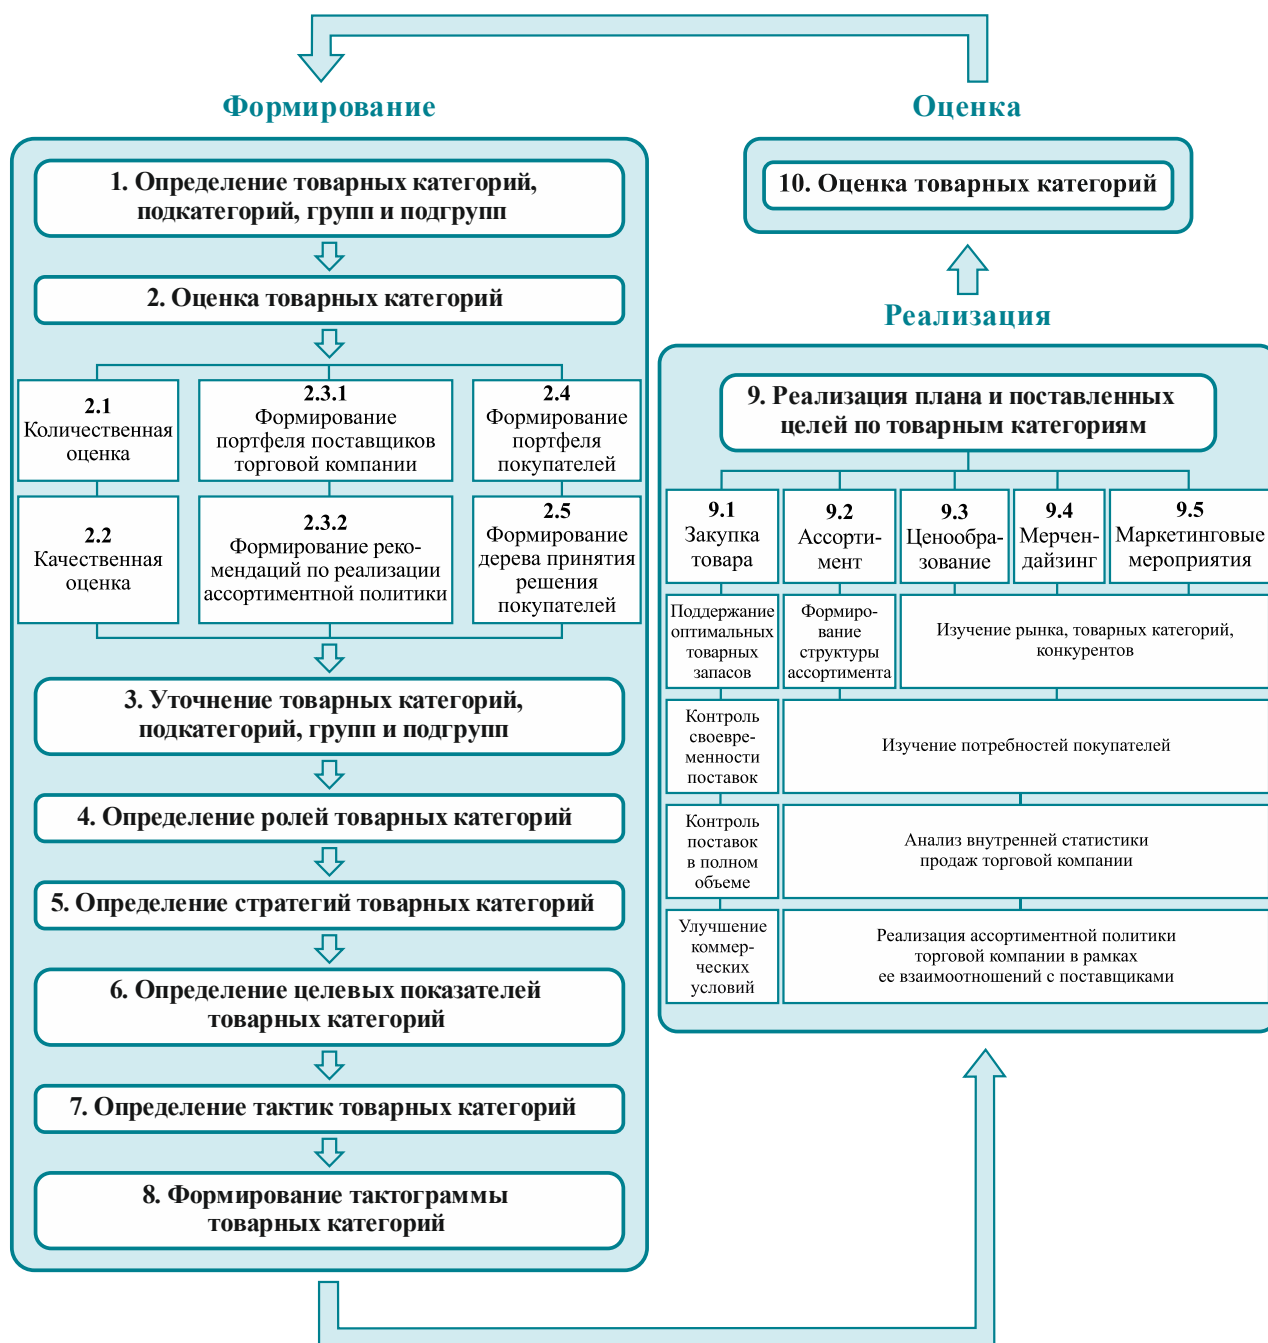 Формирование
1. Определение товарных категорий,
подкатегорий, групп и подгрупп
2. Оценка товарных категорий
2.1
Количественная
оценка
2.3.1
Формирование
портфеля поставщиков
торговой компании
2.4
Формирование
портфеля
покупателей
2.2
Качественная
оценка
2.3.2
Формирование реко-
мендаций по реализации
ассортиментной политики
2.5
Формирование
дерева принятия
решения
покупателей
3. Уточнение товарных категорий,
подкатегорий, групп и подгрупп
4. Определение ролей товарных категорий
5. Определение стратегий товарных категорий
6. Определение целевых показателей
товарных категорий
7. Определение тактик товарных категорий
8. Формирование тактограммы
товарных категорий
Оценка
10. Оценка товарных категорий
Реализация
9. Реализация плана и поставленных
целей по товарным категориям
9.1
Закупка
товара
9.2
Ассорти-
мент
9.3
Ценообра-
зование
9.4
Мерчен-
дайзинг
9.5
Маркетинговые
мероприятия
Поддержание
оптимальных
товарных
запасов
Формиро-
вание
структуры
ассортимента
Изучение рынка, товарных категорий,
конкурентов
Контроль
своевре-
менности
поставок
Изучение потребностей покупателей
Контроль
поставок
в полном
объеме
Анализ внутренней статистики
продаж торговой компании
Улучшение
коммер-
ческих
условий
Реализация ассортиментной политики
торговой компании в рамках
ее взаимоотношений с поставщиками